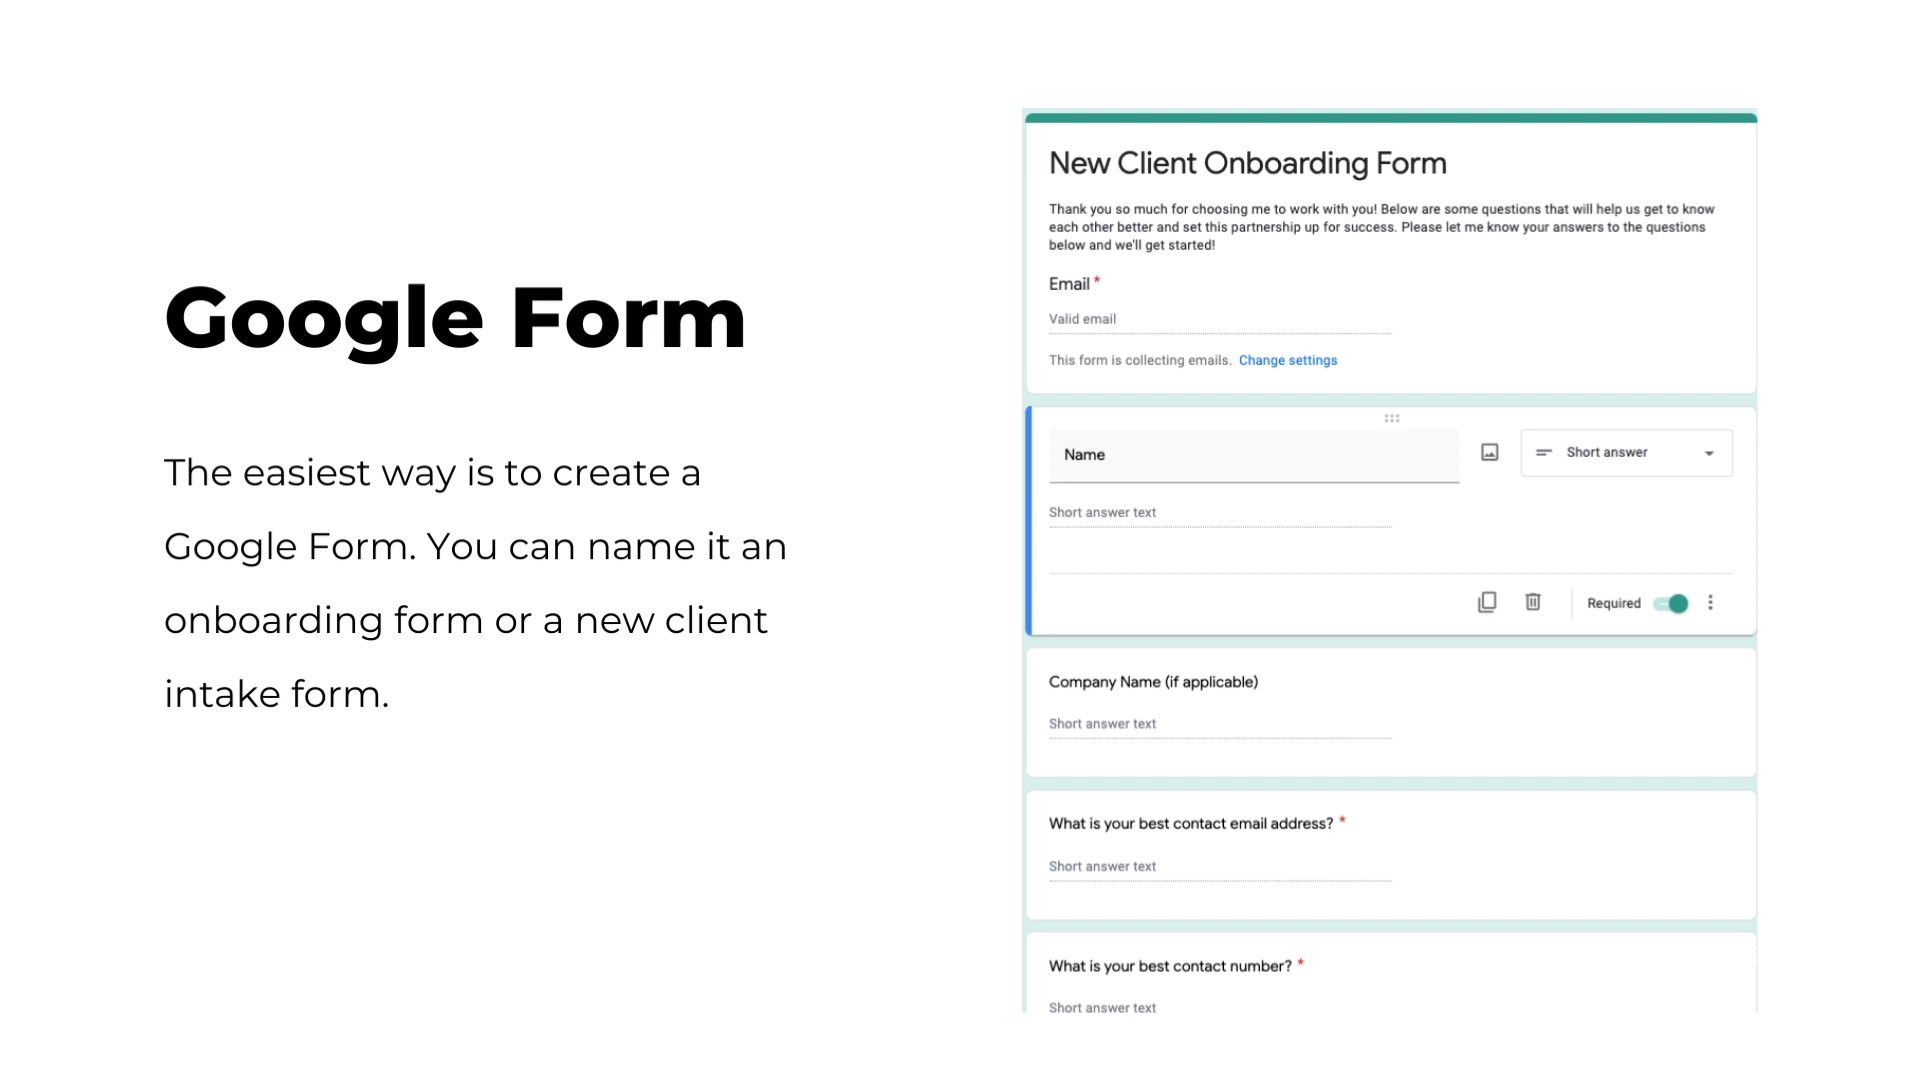 Google Form
The easiest way is to create a
Google Form. You can name it an
onboarding form or a new client
intake form.
New Client Onboarding Form
Thank you so much for choosing me to work with you! Below are some questions that will help us get to know
each other better and set this partnership up for success. Please let me know your answers to the questions
below and we'll get started!
Email *
Valid email
This form is collecting emails. Change settings
Name
Short answer
Short answer text
Required
Company Name (if applicable)
Short answer text
What is your best contact email address? *
Short answer text
What is your best contact number? *
Short answer text